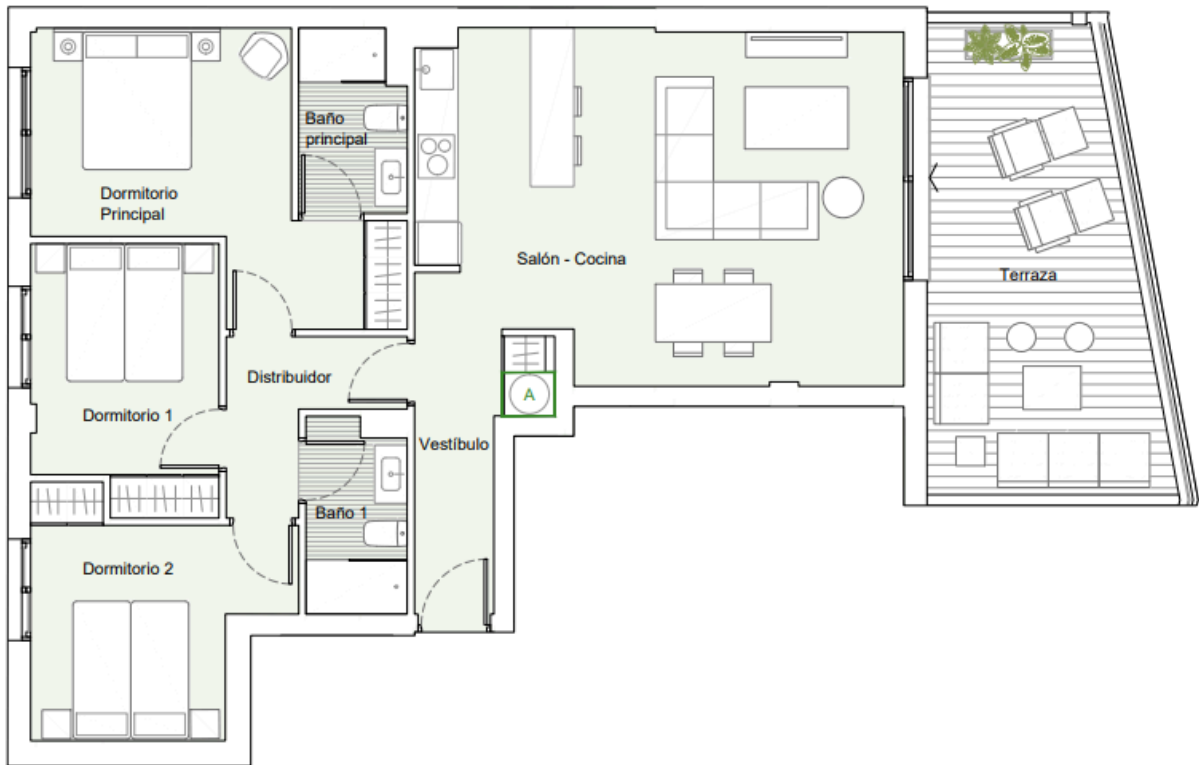 Baño
principal
Dormitorio
Principal
Salón - Cocina
Terraza
Distribuidor
A
Dormitorio 1
Vestíbulo
Baño 1
Dormitorio 2